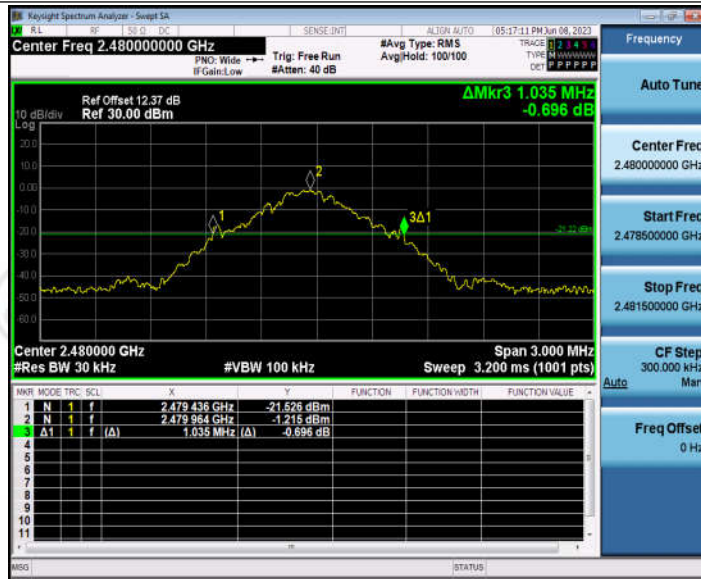 Keysight Spectrum Analyzer - Swept SA
RL RF 50 Ω DC SENSE:INT ALIGN AUTO 05:17:11 PM Jun 08, 2023
Center Freq 2.480000000 GHz
PNO: Wide
IFGain:Low
Trig: Free Run
#Atten: 40 dB
#Avg Type: RMS
Avg|Hold: 100/100
TRACE 1 2 3 4 5 6
TYPE M W W W W W
DET P P P P P P
Ref Offset 12.37 dB
10 dB/div Ref 30.00 dBm
Log
ΔMkr3 1.035 MHz
-0.696 dB
20.0
10.0
0.00
-10.0
-20.0
-30.0
-40.0
-50.0
-60.0
1
2
3Δ1
-21.22 dBm
Center 2.480000 GHz Span 3.000 MHz
#Res BW 30 kHz #VBW 100 kHz Sweep 3.200 ms (1001 pts)
MKR MODE TRC SCL X Y FUNCTION FUNCTION WIDTH FUNCTION VALUE
1 N 1 f 2.479 436 GHz -21.526 dBm
2 N 1 f 2.479 964 GHz -1.215 dBm
3 Δ1 1 f (Δ) 1.035 MHz (Δ) -0.696 dB
4
5
6
7
8
9
10
11
MSG STATUS
Frequency
Auto Tune
Center Freq
2.480000000 GHz
Start Freq
2.478500000 GHz
Stop Freq
2.481500000 GHz
CF Step
300.000 kHz
Auto Man
Freq Offset
0 Hz